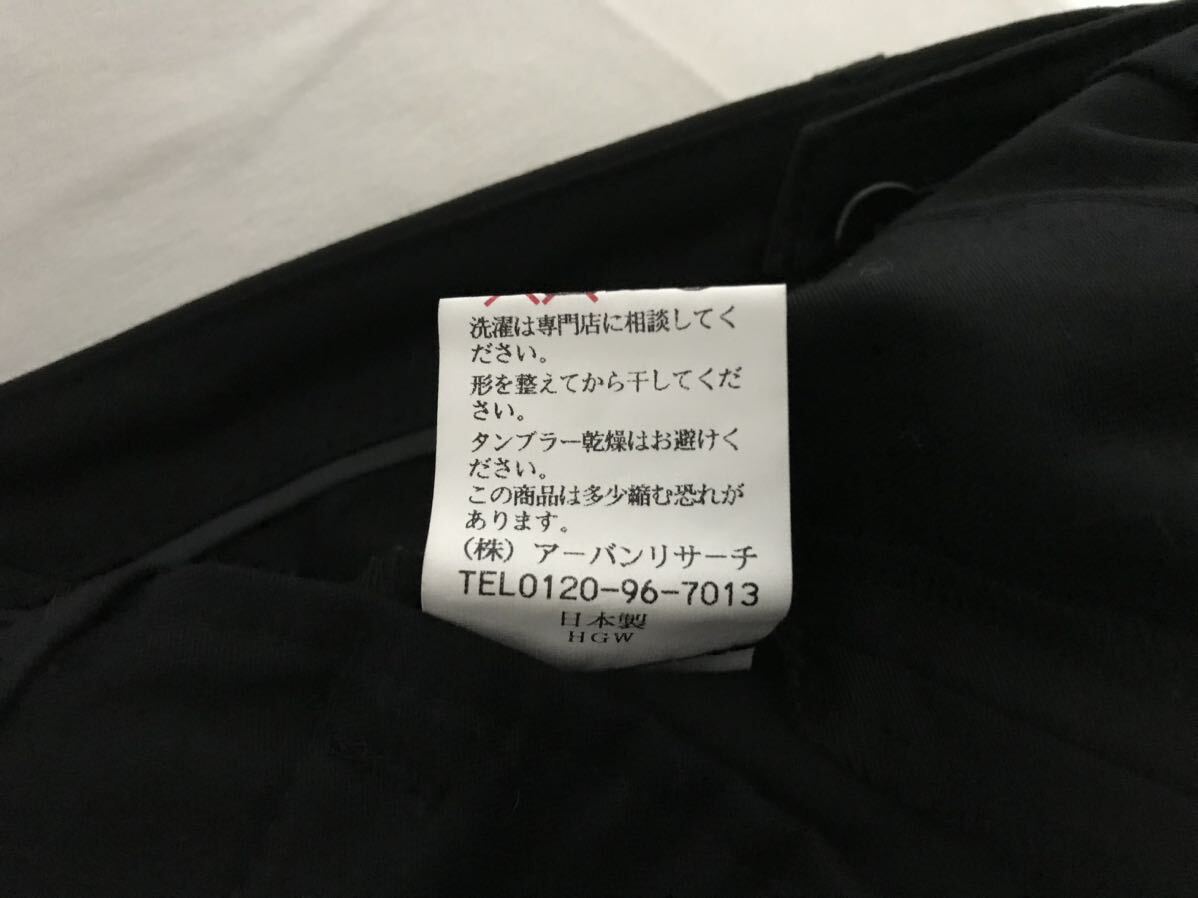 洗濯は専門店に相談してく
ださい。
形を整えてから干してくだ
さい。
タンブラー乾燥はお避けく
ださい。
この商品は多少縮む恐れが
あります。
(株) アーバンリサーチ
TEL0120-96-7013
日本製
HGW